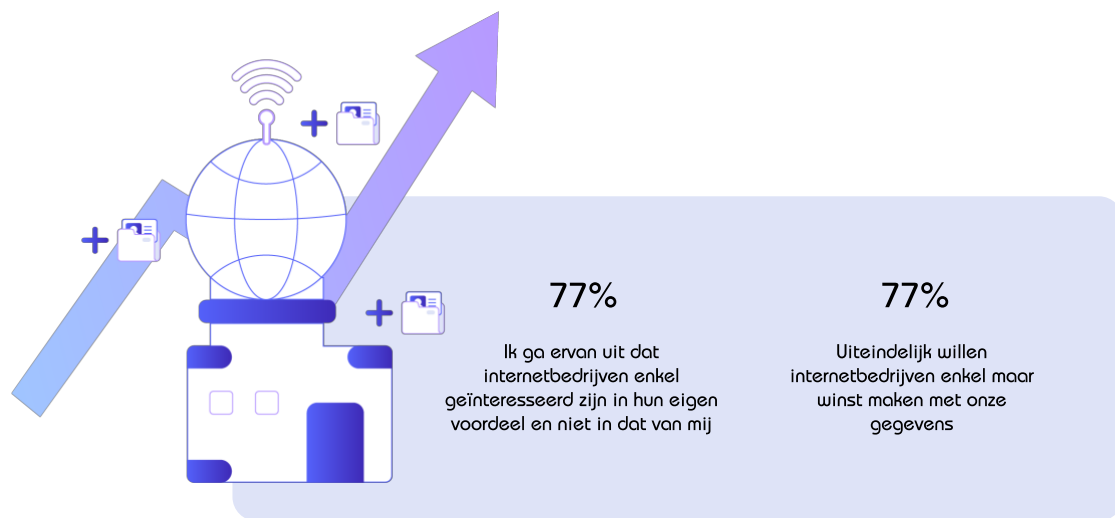 77%
Ik ga ervan uit dat
internetbedrijven enkel
geïnteresseerd zijn in hun eigen
voordeel en niet in dat van mij
77%
Uiteindelijk willen
internetbedrijven enkel maar
winst maken met onze
gegevens